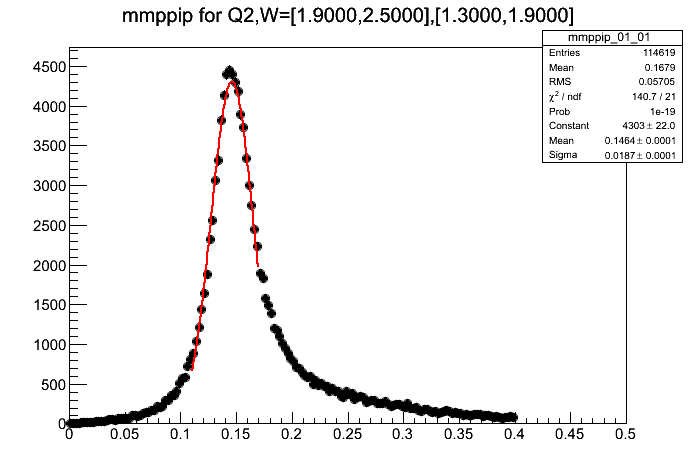 mmppip for Q2,W=[1.9000,2.5000],[1.3000,1.9000]
mmppip_01_01
Entries 114619
Mean 0.1679
RMS 0.05705
χ² / ndf 140.7 / 21
Prob 1e-19
Constant 4303 ± 22.0
Mean 0.1464 ± 0.0001
Sigma 0.0187 ± 0.0001
4500
4000
3500
3000
2500
2000
1500
1000
500
0
0 0.05 0.1 0.15 0.2 0.25 0.3 0.35 0.4 0.45 0.5